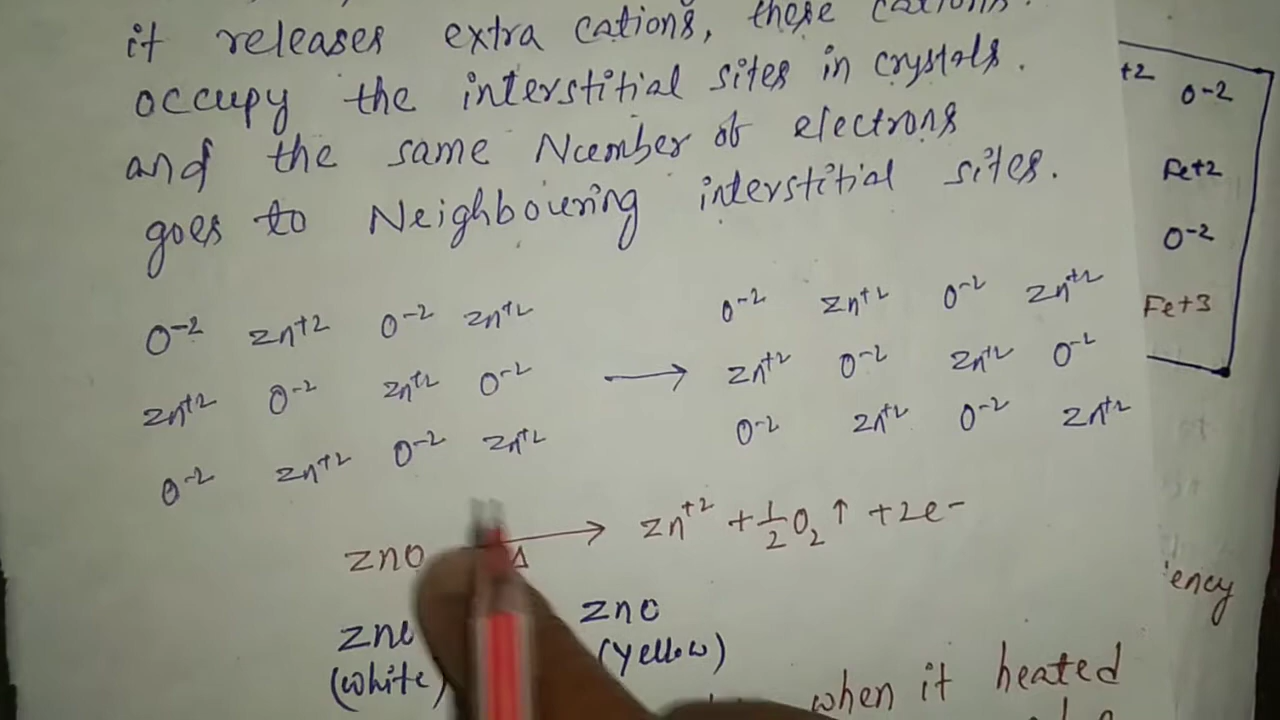 it releases extra cations, these cations.
occupy the interstitial sites in crystals.
and the same Number of electrons
goes to Neighbouring interstitial sites.
O-2 Zn+2 O-2 Zn+2
Zn+2 O-2 Zn+2 O-2
O-2 Zn+2 O-2 Zn+2
→
O-2 Zn+2 O-2 Zn+2
Zn+2 O-2 Zn+2 O-2
O-2 Zn+2 O-2 Zn+2
ZnO →Δ Zn+2 + 1/2 O2 ↑ + 2e-
ZnO ZnO
(white) (yellow)
when it heated
+2 O-2
Fe+2
O-2
Fe+3
iency